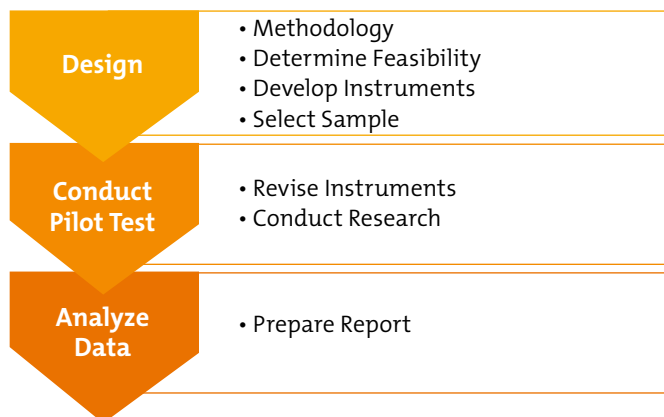 Design
• Methodology
• Determine Feasibility
• Develop Instruments
• Select Sample
Conduct
Pilot Test
• Revise Instruments
• Conduct Research
Analyze
Data
• Prepare Report